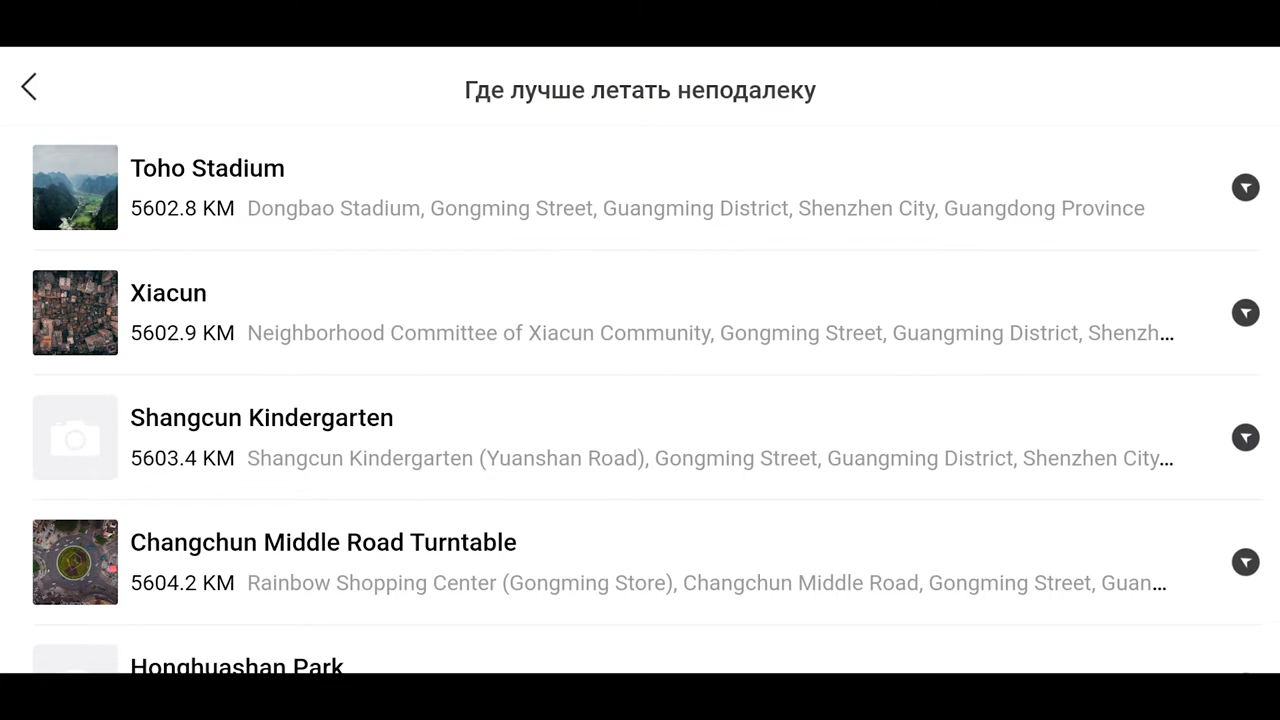 Где лучше летать неподалеку
Toho Stadium
5602.8 KM Dongbao Stadium, Gongming Street, Guangming District, Shenzhen City, Guangdong Province
Xiacun
5602.9 KM Neighborhood Committee of Xiacun Community, Gongming Street, Guangming District, Shenzh...
Shangcun Kindergarten
5603.4 KM Shangcun Kindergarten (Yuanshan Road), Gongming Street, Guangming District, Shenzhen City...
Changchun Middle Road Turntable
5604.2 KM Rainbow Shopping Center (Gongming Store), Changchun Middle Road, Gongming Street, Guan...
Honghuashan Park